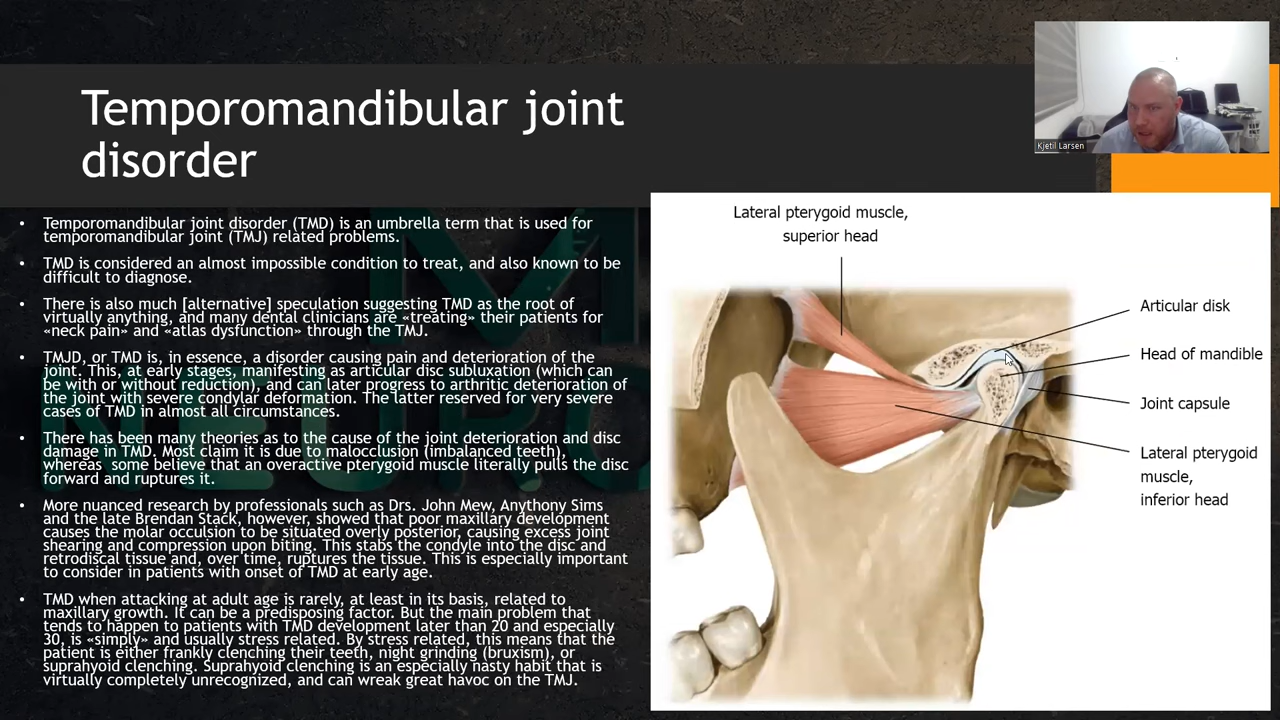 Temporomandibular joint
disorder
Kjetil Larsen
• Temporomandibular joint disorder (TMD) is an umbrella term that is used for
temporomandibular joint (TMJ) related problems.
• TMD is considered an almost impossible condition to treat, and also known to be
difficult to diagnose.
• There is also much [alternative] speculation suggesting TMD as the root of
virtually anything, and many dental clinicians are «treating» their patients for
«neck pain» and «atlas dysfunction» through the TMJ.
• TMJD, or TMD is, in essence, a disorder causing pain and deterioration of the
joint. This, at early stages, manifesting as articular disc subluxation (which can
be with or without reduction), and can later progress to arthritic deterioration of
the joint with severe condylar deformation. The latter reserved for very severe
cases of TMD in almost all circumstances.
• There has been many theories as to the cause of the joint deterioration and disc
damage in TMD. Most claim it is due to malocclusion (imbalanced teeth),
whereas some believe that an overactive pterygoid muscle literally pulls the disc
forward and ruptures it.
• More nuanced research by professionals such as Drs. John Mew, Anythony Sims
and the late Brendan Stack, however, showed that poor maxillary development
causes the molar occulsion to be situated overly posterior, causing excess joint
shearing and compression upon biting. This stabs the condyle into the disc and
retrodiscal tissue and, over time, ruptures the tissue. This is especially important
to consider in patients with onset of TMD at early age.
• TMD when attacking at adult age is rarely, at least in its basis, related to
maxillary growth. It can be a predisposing factor. But the main problem that
tends to happen to patients with TMD development later than 20 and especially
30, is «simply» and usually stress related. By stress related, this means that the
patient is either frankly clenching their teeth, night grinding (bruxism), or
suprahyoid clenching. Suprahyoid clenching is an especially nasty habit that is
virtually completely unrecognized, and can wreak great havoc on the TMJ.
Lateral pterygoid muscle,
superior head
Articular disk
Head of mandible
Joint capsule
Lateral pterygoid
muscle,
inferior head